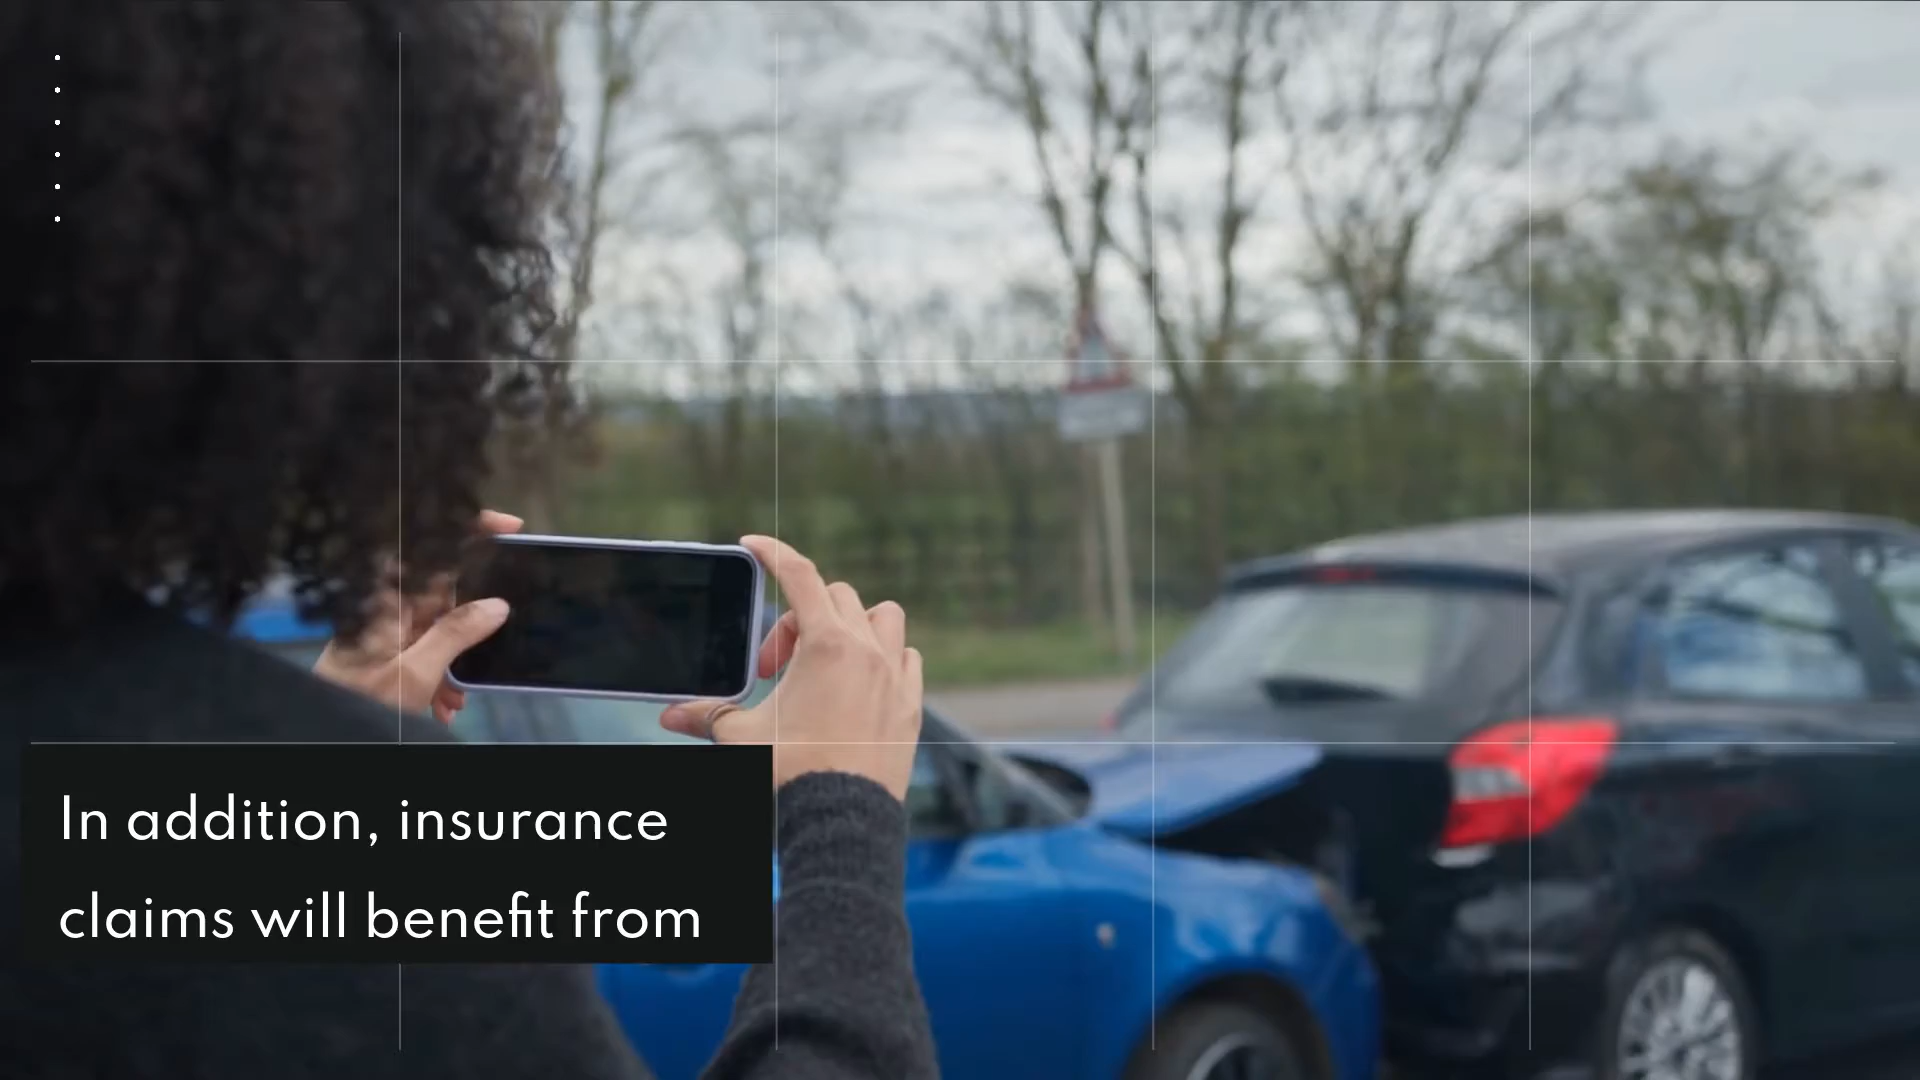 In addition, insurance
claims will benefit from